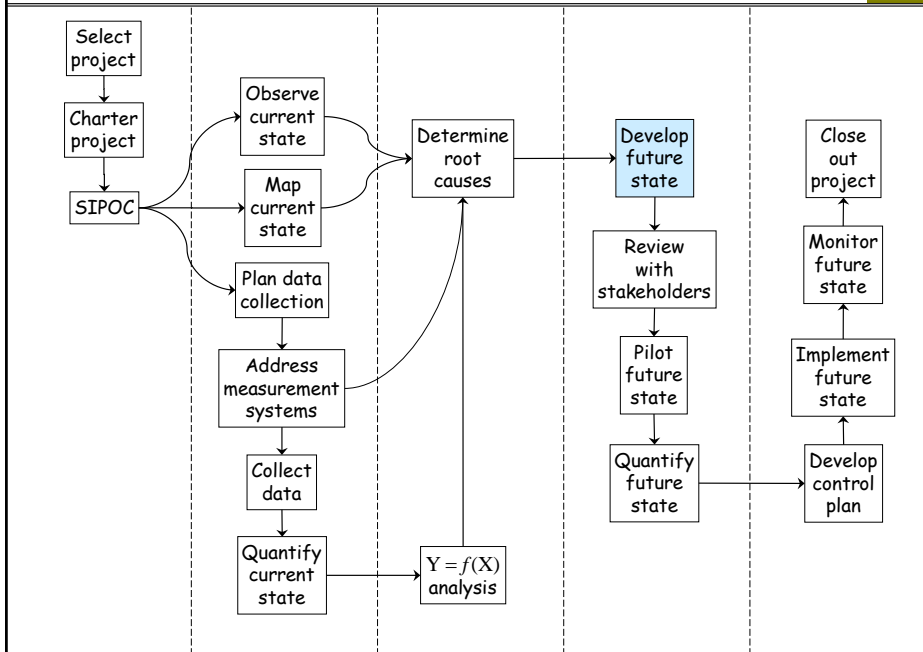 Select
project
Charter
project
SIPOC
Observe
current
state
Map
current
state
Plan data
collection
Address
measurement
systems
Collect
data
Quantify
current
state
Determine
root
causes
Y = f(X)
analysis
Develop
future
state
Review
with
stakeholders
Pilot
future
state
Quantify
future
state
Close
out
project
Monitor
future
state
Implement
future
state
Develop
control
plan